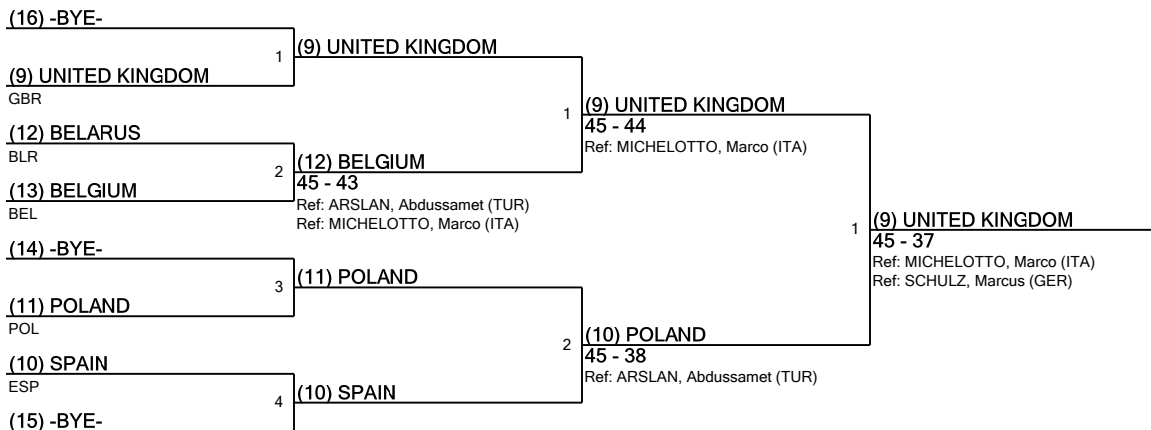 (16) -BYE-
1
(9) UNITED KINGDOM
(9) UNITED KINGDOM
GBR
(12) BELARUS
BLR
2
(12) BELGIUM
45 - 43
Ref: ARSLAN, Abdussamet (TUR)
Ref: MICHELOTTO, Marco (ITA)
(13) BELGIUM
BEL
(14) -BYE-
3
(11) POLAND
(11) POLAND
POL
(10) SPAIN
ESP
4
(10) SPAIN
(15) -BYE-
1
(9) UNITED KINGDOM
45 - 44
Ref: MICHELOTTO, Marco (ITA)
2
(10) POLAND
45 - 38
Ref: ARSLAN, Abdussamet (TUR)
1
(9) UNITED KINGDOM
45 - 37
Ref: MICHELOTTO, Marco (ITA)
Ref: SCHULZ, Marcus (GER)